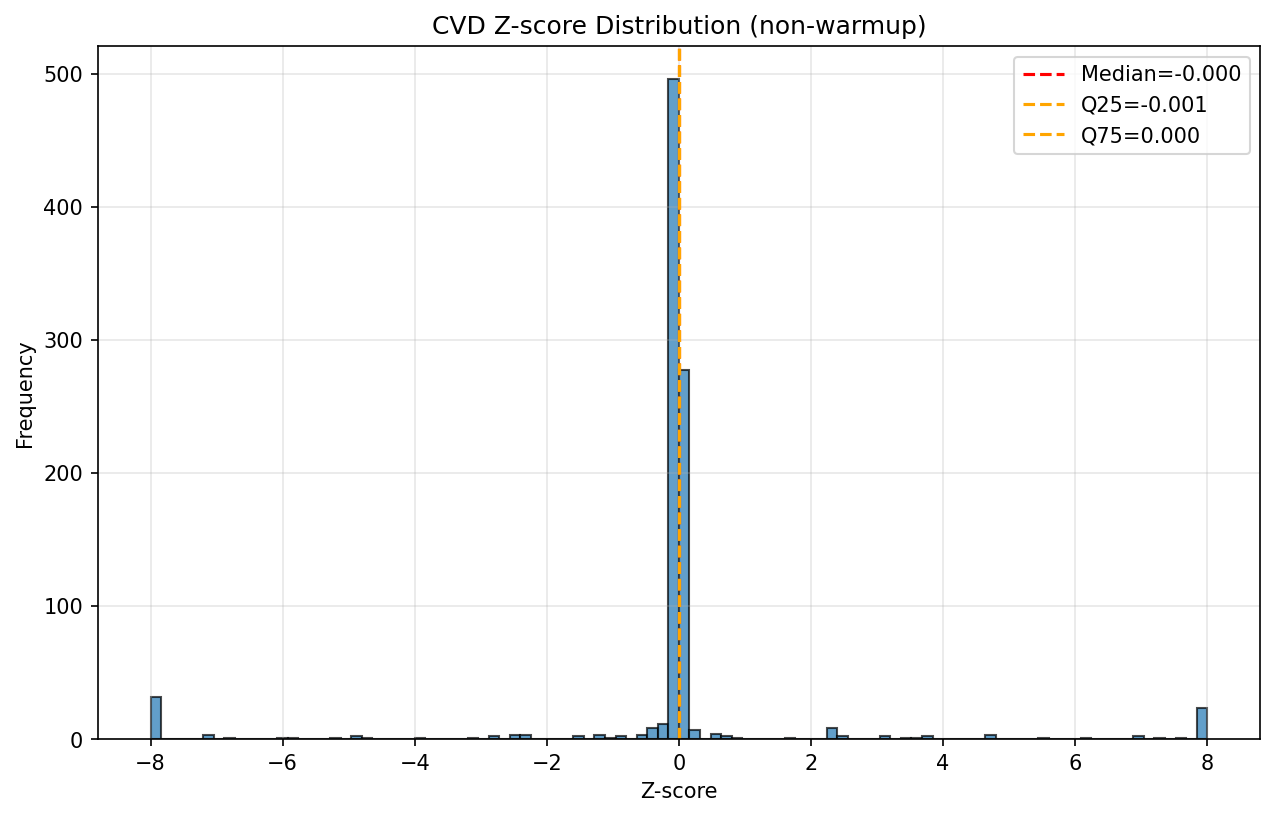 CVD Z-score Distribution (non-warmup)
Median=-0.000
Q25=-0.001
Q75=0.000
Frequency
500
400
300
200
100
0
−8 −6 −4 −2 0 2 4 6 8
Z-score